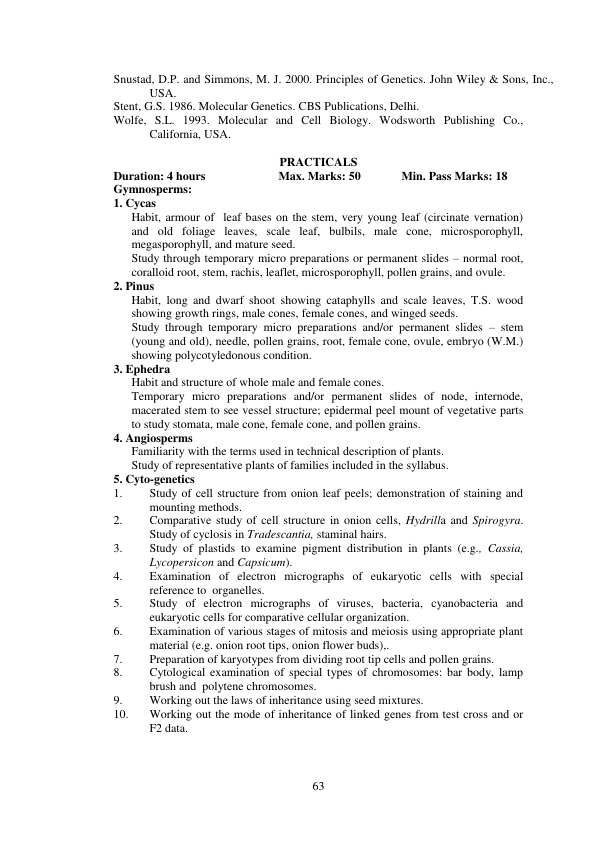 Snustad, D.P. and Simmons, M. J. 2000. Principles of Genetics. John Wiley & Sons, Inc.,
USA.
Stent, G.S. 1986. Molecular Genetics. CBS Publications, Delhi.
Wolfe, S.L. 1993. Molecular and Cell Biology. Wodsworth Publishing Co.,
California, USA.
PRACTICALS
Duration: 4 hours Max. Marks: 50 Min. Pass Marks: 18
Gymnosperms:
1. Cycas
Habit, armour of leaf bases on the stem, very young leaf (circinate vernation)
and old foliage leaves, scale leaf, bulbils, male cone, microsporophyll,
megasporophyll, and mature seed.
Study through temporary micro preparations or permanent slides – normal root,
coralloid root, stem, rachis, leaflet, microsporophyll, pollen grains, and ovule.
2. Pinus
Habit, long and dwarf shoot showing cataphylls and scale leaves, T.S. wood
showing growth rings, male cones, female cones, and winged seeds.
Study through temporary micro preparations and/or permanent slides – stem
(young and old), needle, pollen grains, root, female cone, ovule, embryo (W.M.)
showing polycotyledonous condition.
3. Ephedra
Habit and structure of whole male and female cones.
Temporary micro preparations and/or permanent slides of node, internode,
macerated stem to see vessel structure; epidermal peel mount of vegetative parts
to study stomata, male cone, female cone, and pollen grains.
4. Angiosperms
Familiarity with the terms used in technical description of plants.
Study of representative plants of families included in the syllabus.
5. Cyto-genetics
1. Study of cell structure from onion leaf peels; demonstration of staining and
mounting methods.
2. Comparative study of cell structure in onion cells, Hydrilla and Spirogyra.
Study of cyclosis in Tradescantia, staminal hairs.
3. Study of plastids to examine pigment distribution in plants (e.g., Cassia,
Lycopersicon and Capsicum).
4. Examination of electron micrographs of eukaryotic cells with special
reference to organelles.
5. Study of electron micrographs of viruses, bacteria, cyanobacteria and
eukaryotic cells for comparative cellular organization.
6. Examination of various stages of mitosis and meiosis using appropriate plant
material (e.g. onion root tips, onion flower buds),.
7. Preparation of karyotypes from dividing root tip cells and pollen grains.
8. Cytological examination of special types of chromosomes: bar body, lamp
brush and polytene chromosomes.
9. Working out the laws of inheritance using seed mixtures.
10. Working out the mode of inheritance of linked genes from test cross and or
F2 data.
63